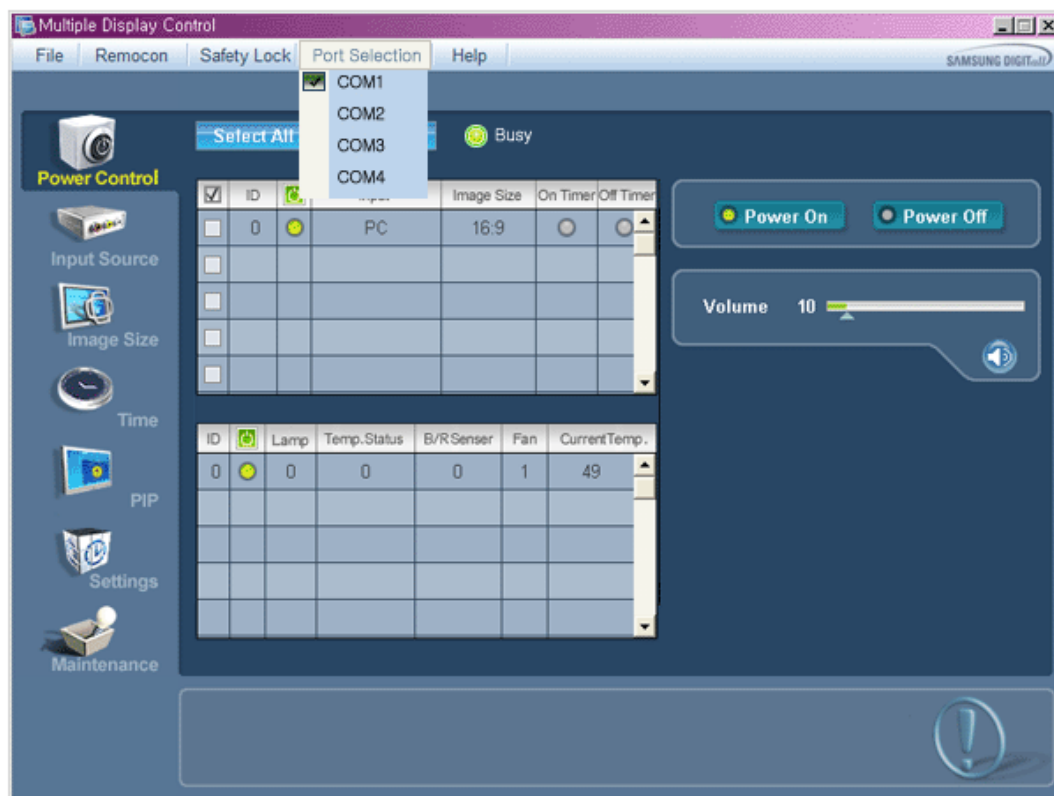 Multiple Display Control
File Remocon Safety Lock Port Selection Help
SAMSUNG DIGITall
COM1
COM2
COM3
COM4
Select All
Busy
Power Control
Input Source
Image Size
Time
PIP
Settings
Maintenance
ID Image Size On Timer Off Timer
0 PC 16:9
Power On Power Off
Volume 10
ID Lamp Temp.Status B/RSenser Fan CurrentTemp.
0 0 0 0 1 49